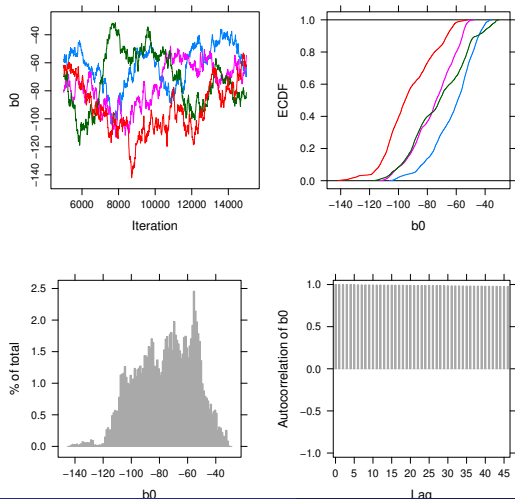 b0
−140 −120 −100 −80 −60 −40
6000 8000 10000 12000 14000
Iteration
ECDF
1.0
0.8
0.6
0.4
0.2
0.0
−140 −120 −100 −80 −60 −40
b0
% of total
2.5
2.0
1.5
1.0
0.5
0.0
−140 −120 −100 −80 −60 −40
b0
Autocorrelation of b0
1.0
0.5
0.0
−0.5
−1.0
0 5 10 15 20 25 30 35 40 45
Lag